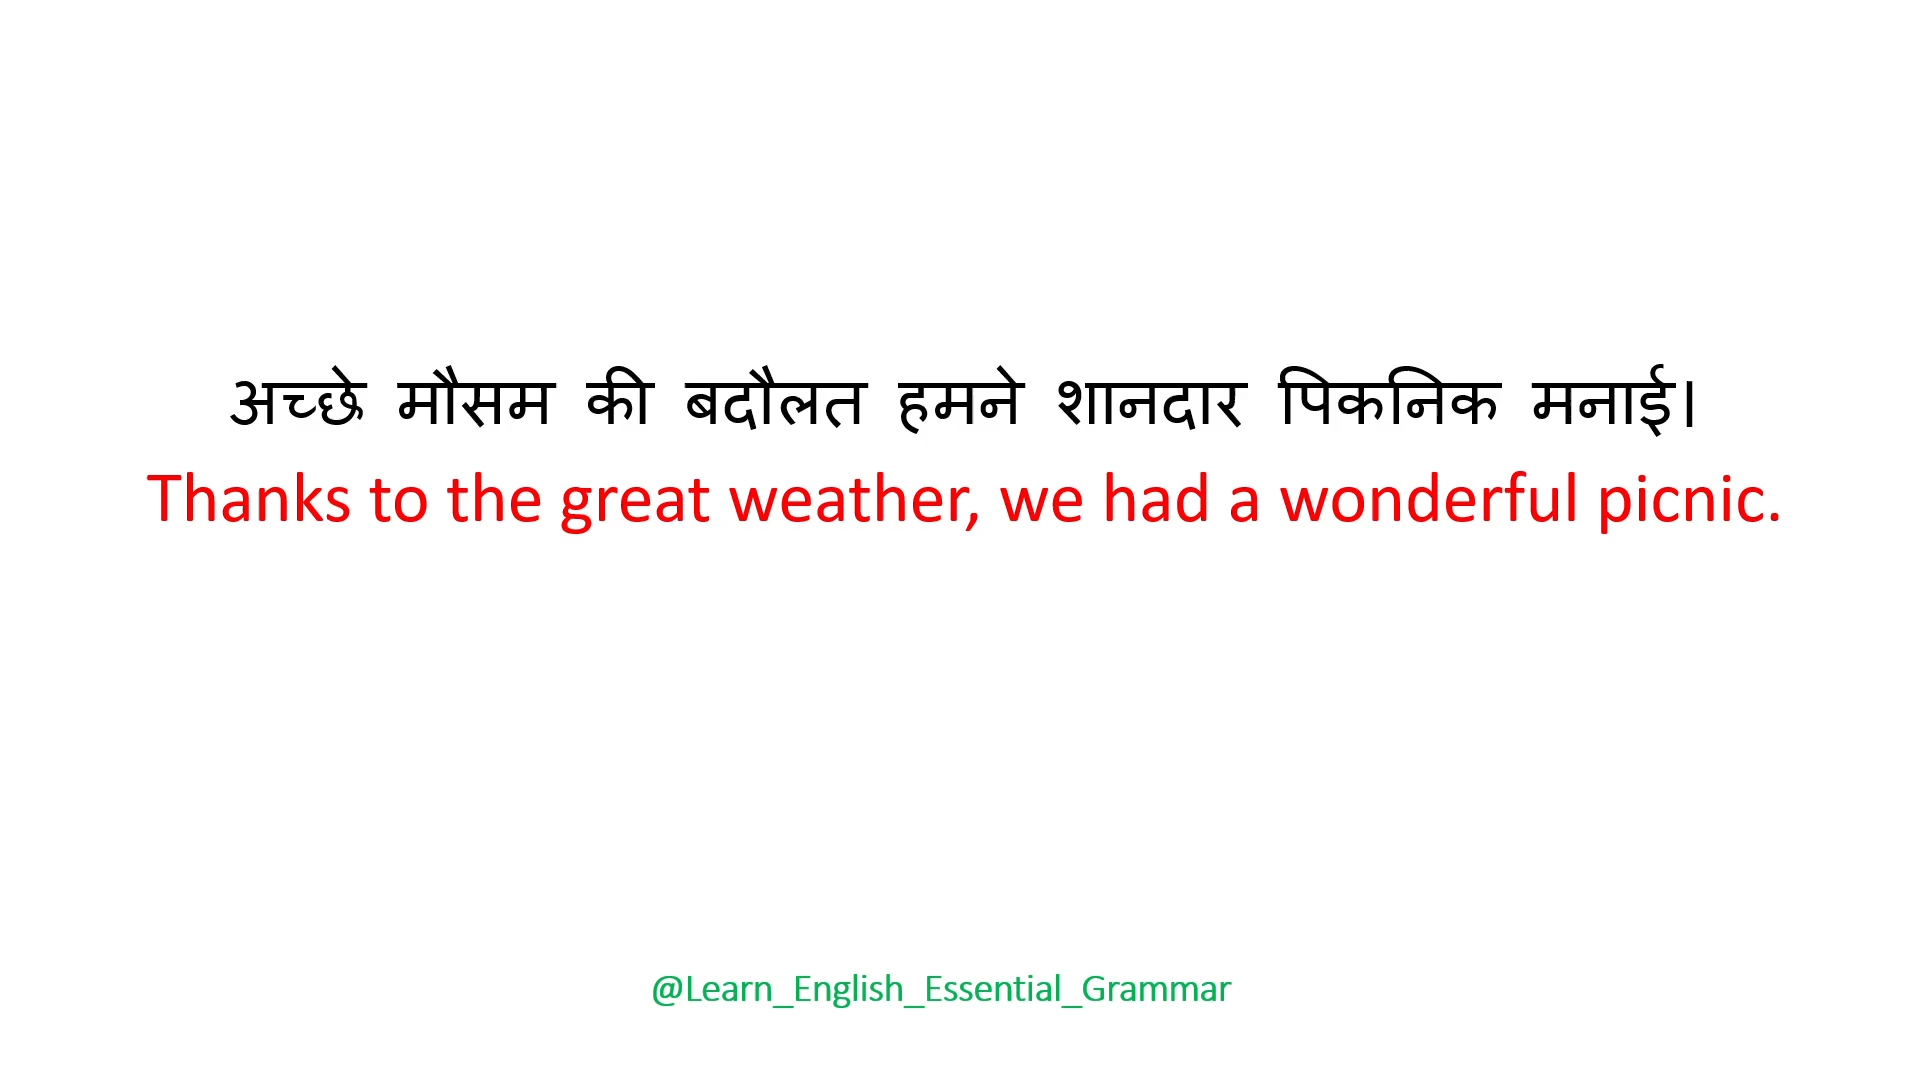 अच्छे मौसम की बदौलत हमने शानदार पिकनिक मनाई।
Thanks to the great weather, we had a wonderful picnic.
@Learn_English_Essential_Grammar